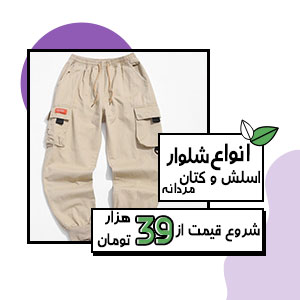 انواع شلوار
اسلش و کتان
مردانه
شروع قیمت از 39 هزار تومان